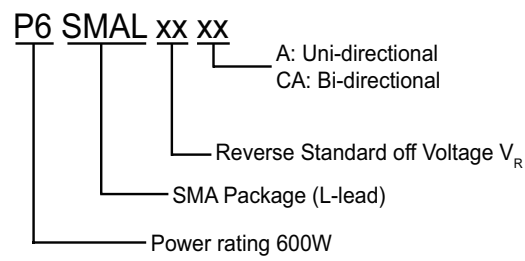 P6 SMAL xx xx
A: Uni-directional
CA: Bi-directional
Reverse Standard off Voltage VR
SMA Package (L-lead)
Power rating 600W